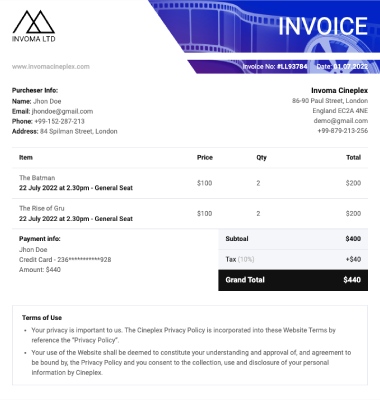 INVOMA LTD
INVOICE
www.invomacineplex.com
Invoice No: #LL93784 Date: 01.07.2022
Purcheser Info:
Name: Jhon Doe
Email: jhondoe@gmail.com
Phone: +99-152-287-213
Address: 84 Spilman Street, London
Invoma Cineplex
86-90 Paul Street, London
England EC2A 4NE
demo@gmail.com
+99-879-213-256
Item Price Qty Total
The Batman
22 July 2022 at 2.30pm - General Seat
$100 2 $200
The Rise of Gru
22 July 2022 at 2.30pm - General Seat
$100 2 $200
Payment info:
Jhon Doe
Credit Card - 236***********928
Amount: $440
Subtoal $400
Tax (10%) +$40
Grand Total $440
Terms of Use
• Your privacy is important to us. The Cineplex Privacy Policy is incorporated into these Website Terms by
reference the "Privacy Policy".
• Your use of the Website shall be deemed to constitute your understanding and approval of, and agreement to
be bound by, the Privacy Policy and you consent to the collection, use and disclosure of your personal
information by Cineplex.